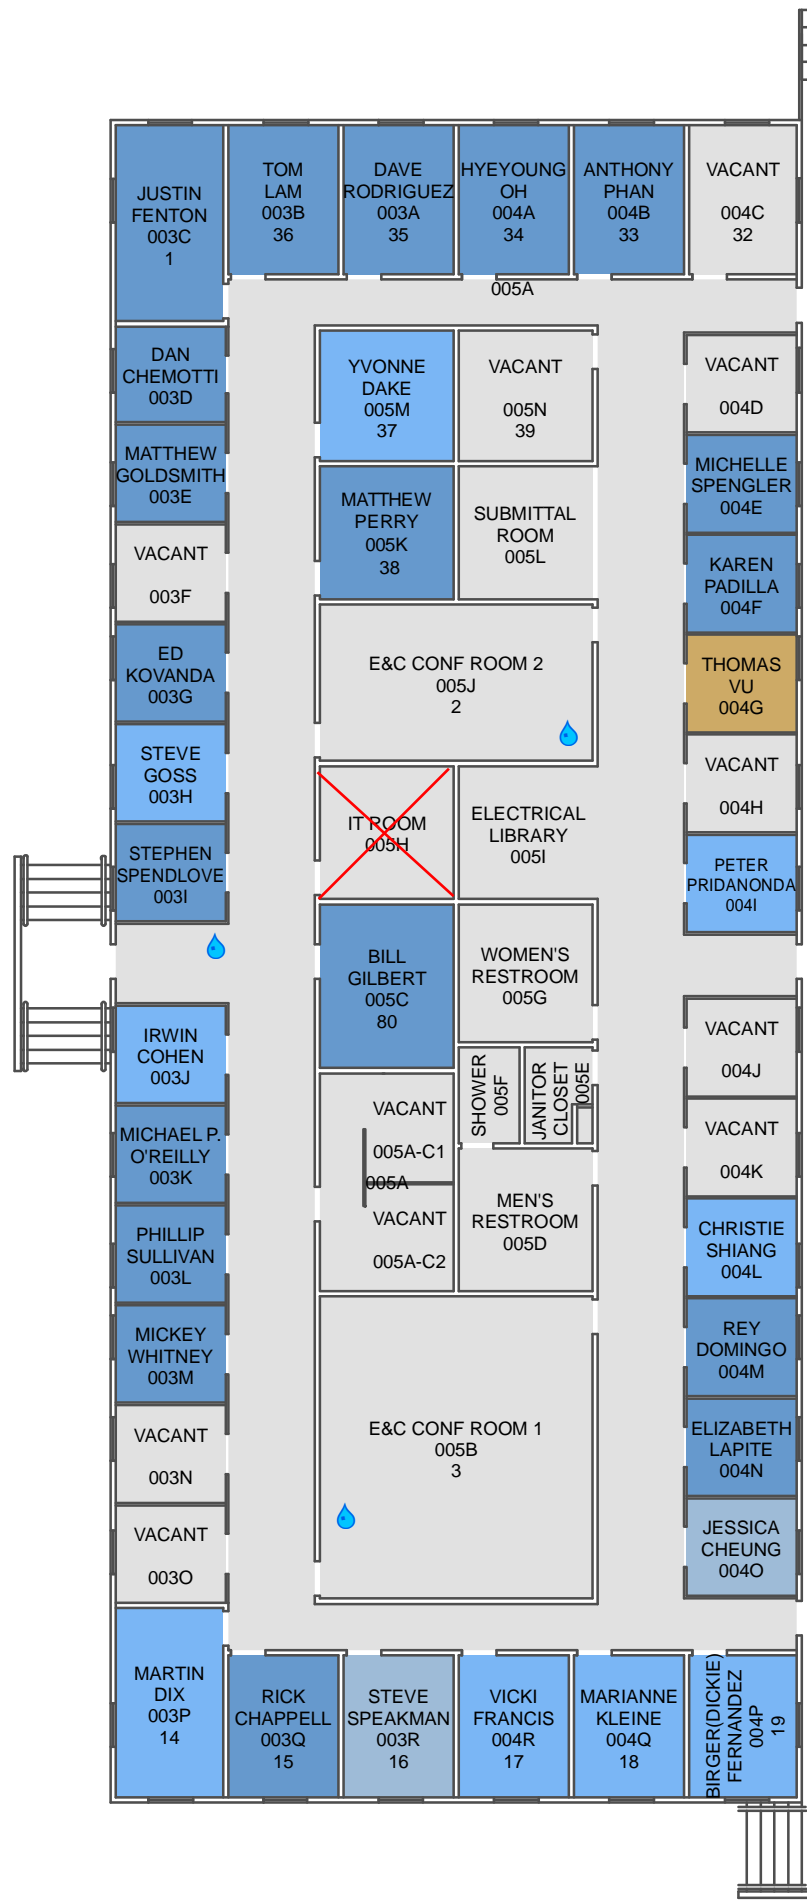 JUSTIN
FENTON
003C
1
TOM
LAM
003B
36
DAVE
RODRIGUEZ
003A
35
HYEYOUNG
OH
004A
34
ANTHONY
PHAN
004B
33
VACANT
004C
32
005A
DAN
CHEMOTTI
003D
MATTHEW
GOLDSMITH
003E
VACANT
003F
ED
KOVANDA
003G
STEVE
GOSS
003H
STEPHEN
SPENDLOVE
003I
IRWIN
COHEN
003J
MICHAEL P.
O'REILLY
003K
PHILLIP
SULLIVAN
003L
MICKEY
WHITNEY
003M
VACANT
003N
VACANT
003O
YVONNE
DAKE
005M
37
VACANT
005N
39
MATTHEW
PERRY
005K
38
SUBMITTAL
ROOM
005L
E&C CONF ROOM 2
005J
2
IT ROOM
005H
ELECTRICAL
LIBRARY
005I
BILL
GILBERT
005C
80
WOMEN'S
RESTROOM
005G
SHOWER
005F
JANITOR
CLOSET
005E
VACANT
005A-C1
005A
VACANT
005A-C2
MEN'S
RESTROOM
005D
E&C CONF ROOM 1
005B
3
VACANT
004D
MICHELLE
SPENGLER
004E
KAREN
PADILLA
004F
THOMAS
VU
004G
VACANT
004H
PETER
PRIDANONDA
004I
VACANT
004J
VACANT
004K
CHRISTIE
SHIANG
004L
REY
DOMINGO
004M
ELIZABETH
LAPITE
004N
JESSICA
CHEUNG
004O
MARTIN
DIX
003P
14
RICK
CHAPPELL
003Q
15
STEVE
SPEAKMAN
003R
16
VICKI
FRANCIS
004R
17
MARIANNE
KLEINE
004Q
18
BIRGER(DICKIE)
FERNANDEZ
004P
19